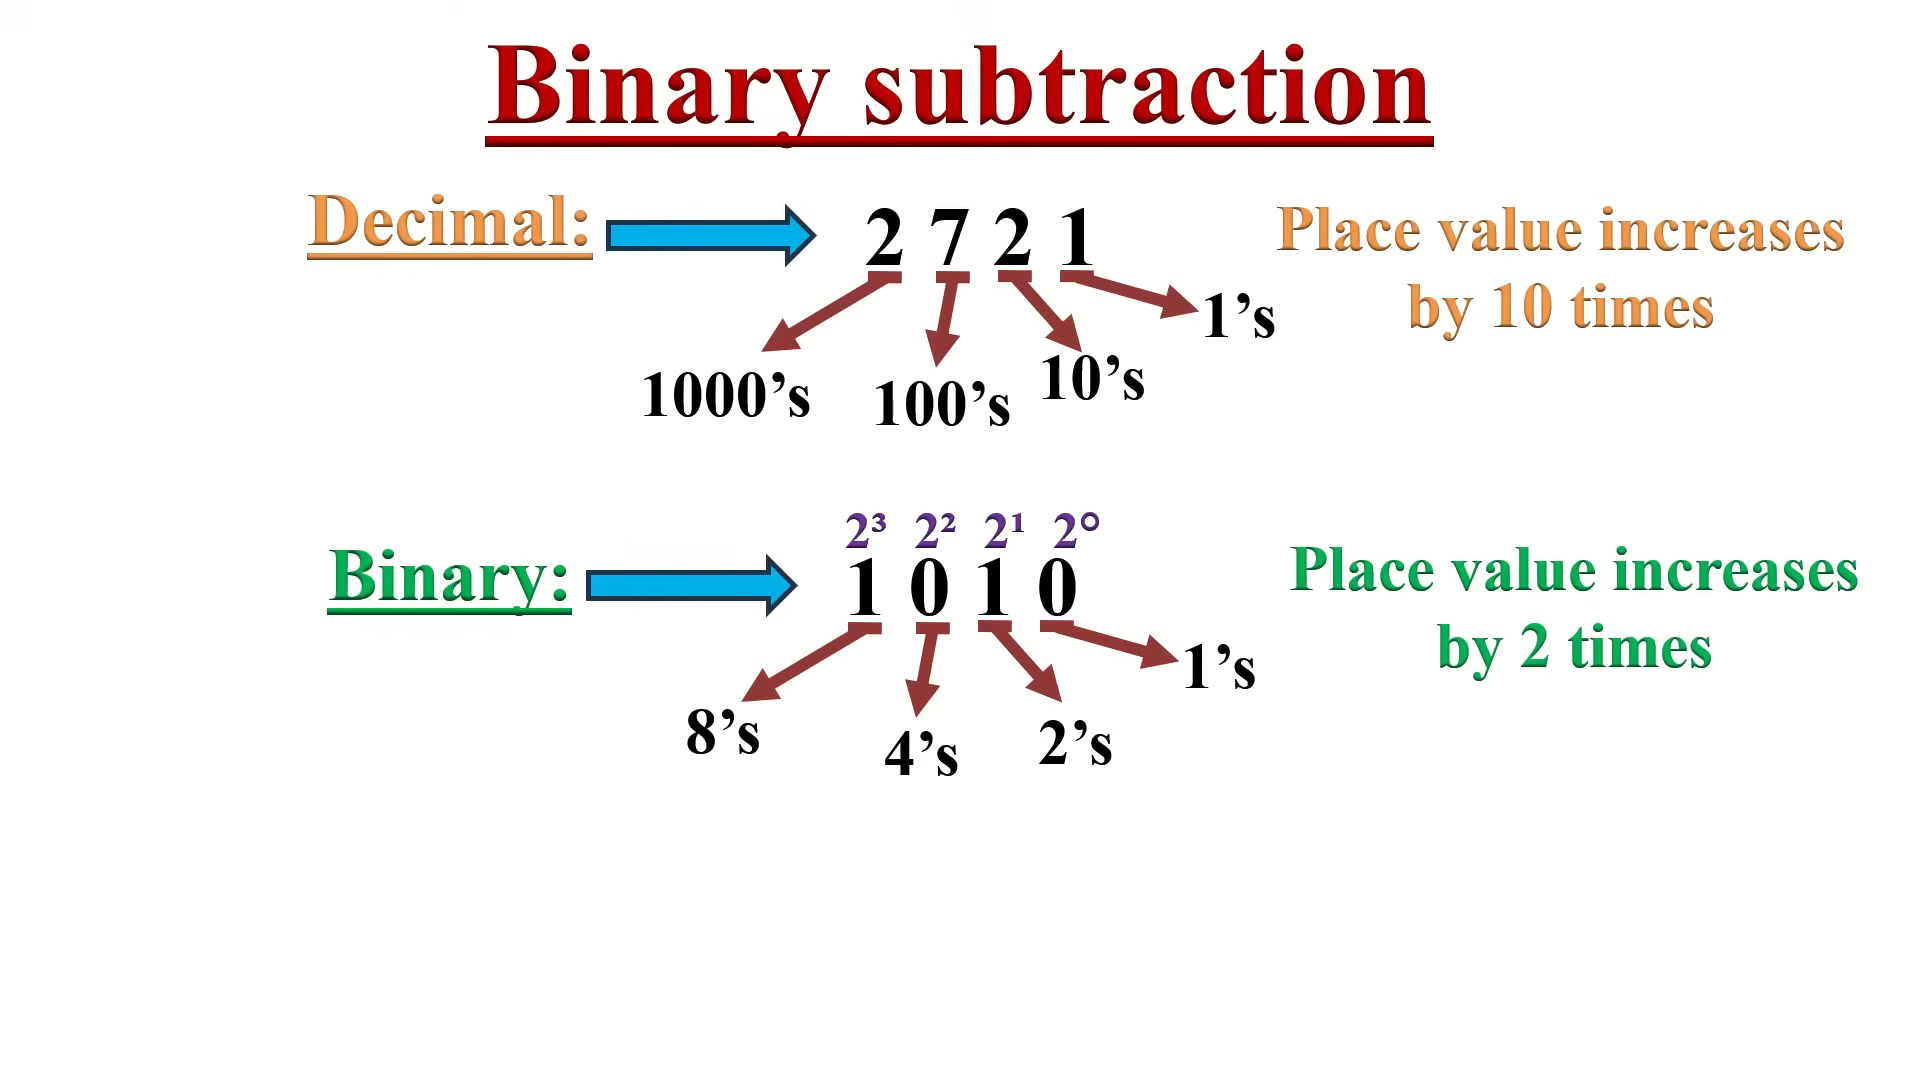 Binary subtraction
Decimal:
2 7 2 1
Place value increases
by 10 times
1’s
10’s
1000’s
100’s
2³ 2² 2¹ 2°
Binary:
1 0 1 0
Place value increases
by 2 times
1’s
8’s
4’s
2’s